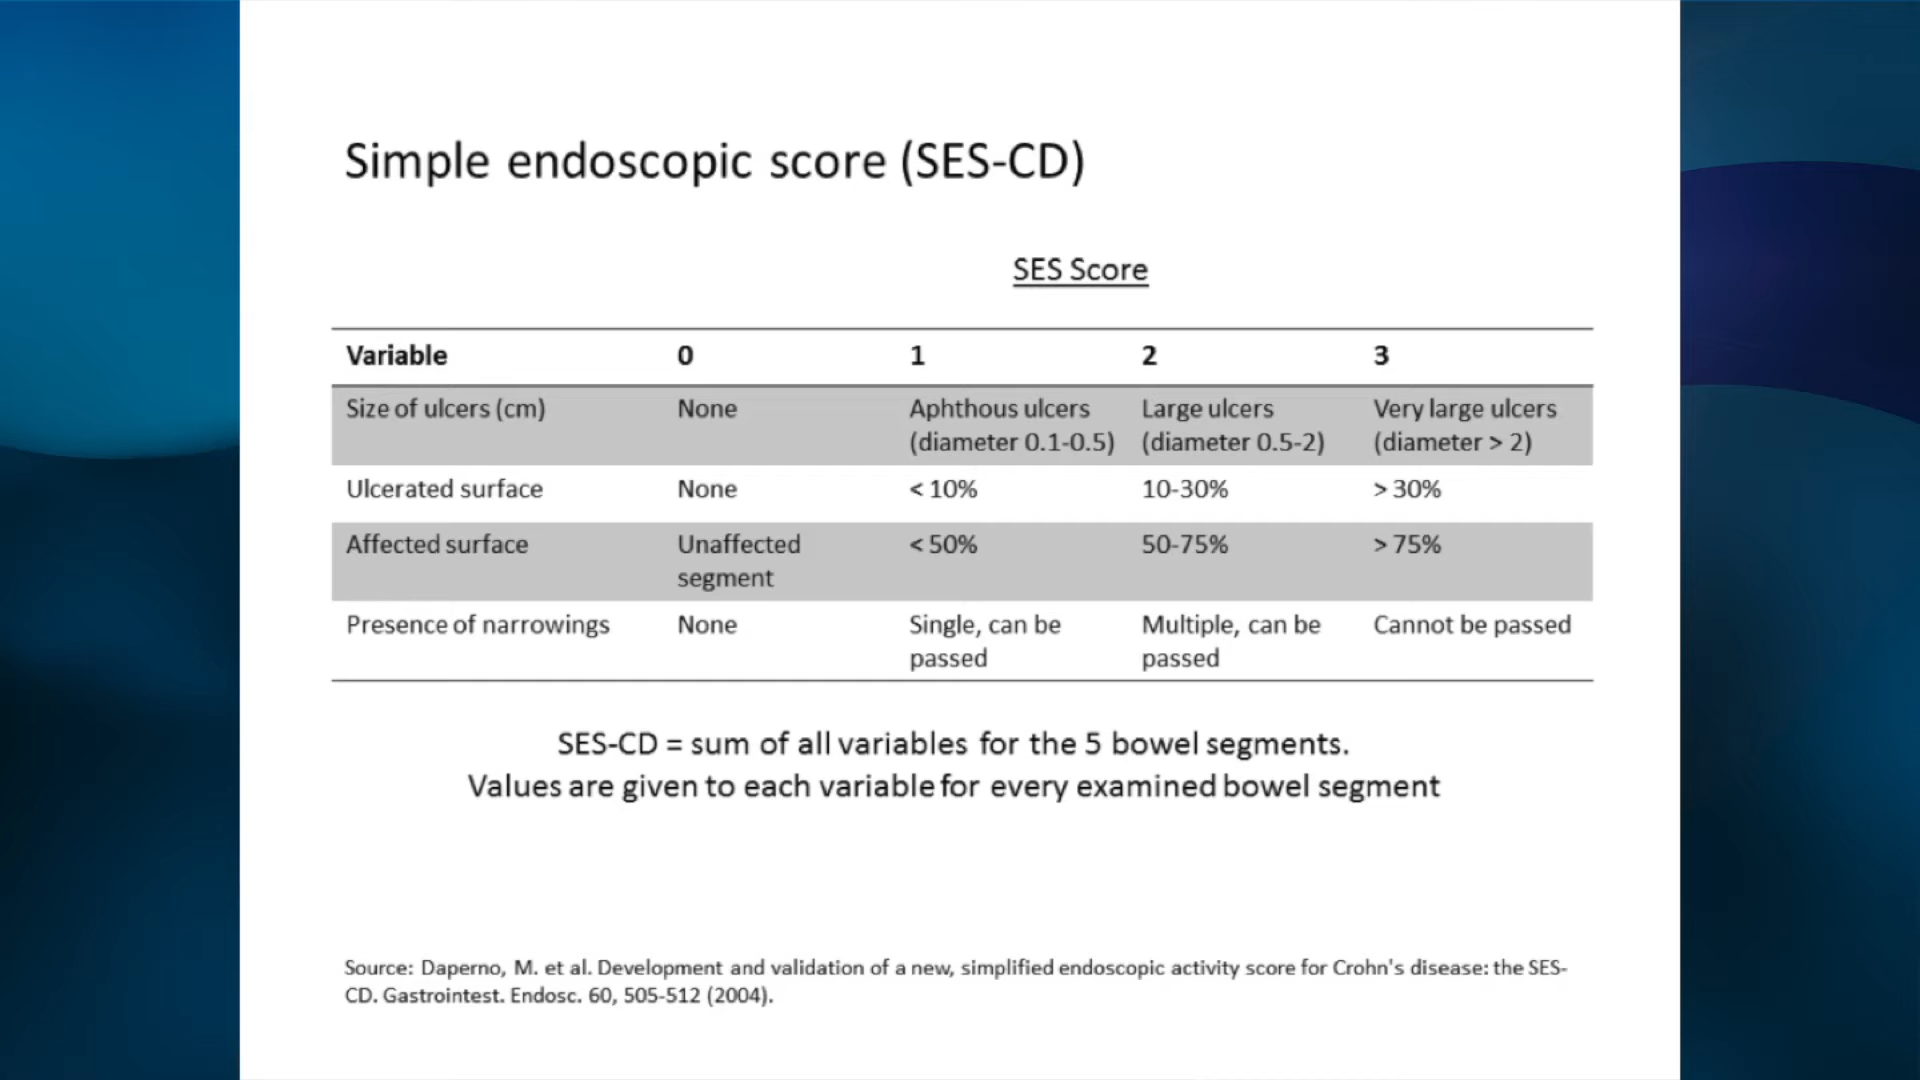 Simple endoscopic score (SES-CD)
SES Score
Variable 0 1 2 3
Size of ulcers (cm) None Aphthous ulcers (diameter 0.1-0.5) Large ulcers (diameter 0.5-2) Very large ulcers (diameter > 2)
Ulcerated surface None < 10% 10-30% > 30%
Affected surface Unaffected segment < 50% 50-75% > 75%
Presence of narrowings None Single, can be passed Multiple, can be passed Cannot be passed
SES-CD = sum of all variables for the 5 bowel segments.
Values are given to each variable for every examined bowel segment
Source: Daperno, M. et al. Development and validation of a new, simplified endoscopic activity score for Crohn's disease: the SES-
CD. Gastrointest. Endosc. 60, 505-512 (2004).